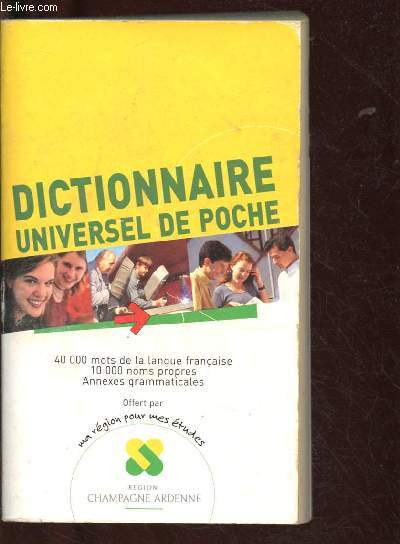 Le-livre.com
DICTIONNAIRE
UNIVERSEL DE POCHE
40 000 mots de la langue française
10 000 noms propres
Annexes grammaticales
Offert par
ma région pour mes études
REGION
CHAMPAGNE ARDENNE